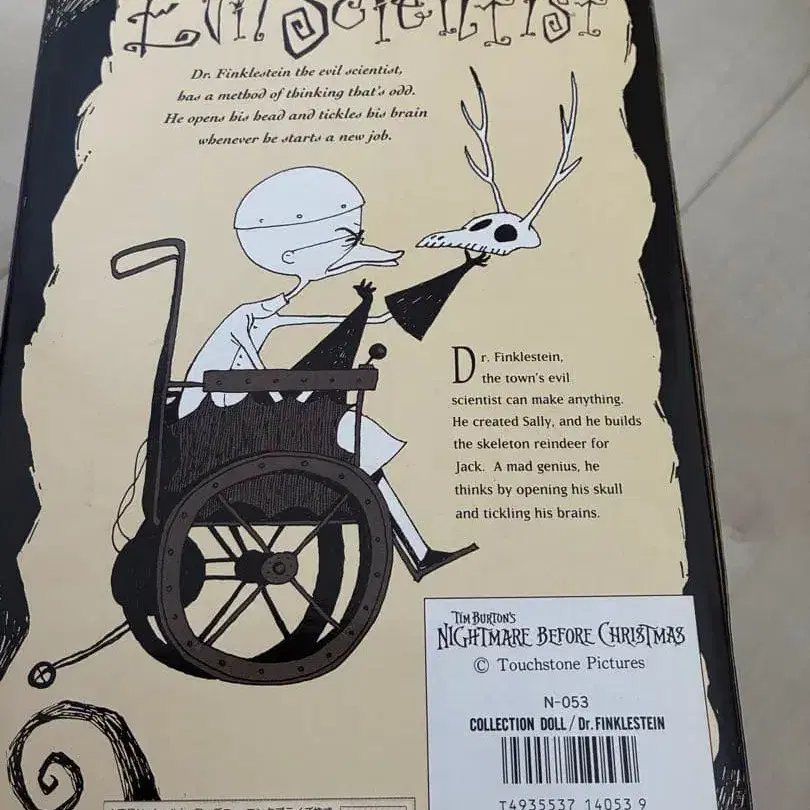 Evil Scientist
Dr. Finklestein the evil scientist,
has a method of thinking that's odd.
He opens his head and tickles his brain
whenever he starts a new job.
Dr. Finklestein,
the town's evil
scientist can make anything.
He created Sally, and he builds
the skeleton reindeer for
Jack. A mad genius, he
thinks by opening his skull
and tickling his brains.
TIM BURTON'S
NIGHTMARE BEFORE CHRISTMAS
© Touchstone Pictures
N-053
COLLECTION DOLL/Dr.FINKLESTEIN
T4935537 14053 9